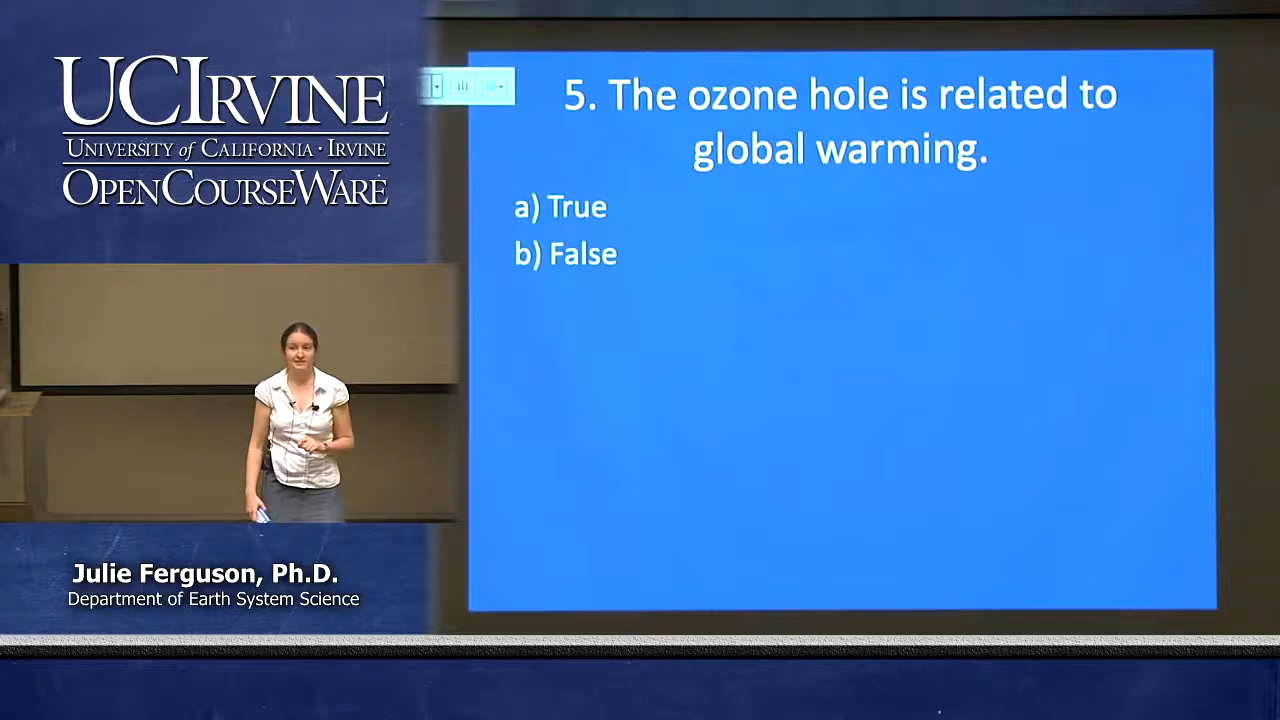 UCIRVINE
UNIVERSITY of CALIFORNIA · IRVINE
OPENCOURSEWARE
5. The ozone hole is related to
global warming.
a) True
b) False
Julie Ferguson, Ph.D.
Department of Earth System Science